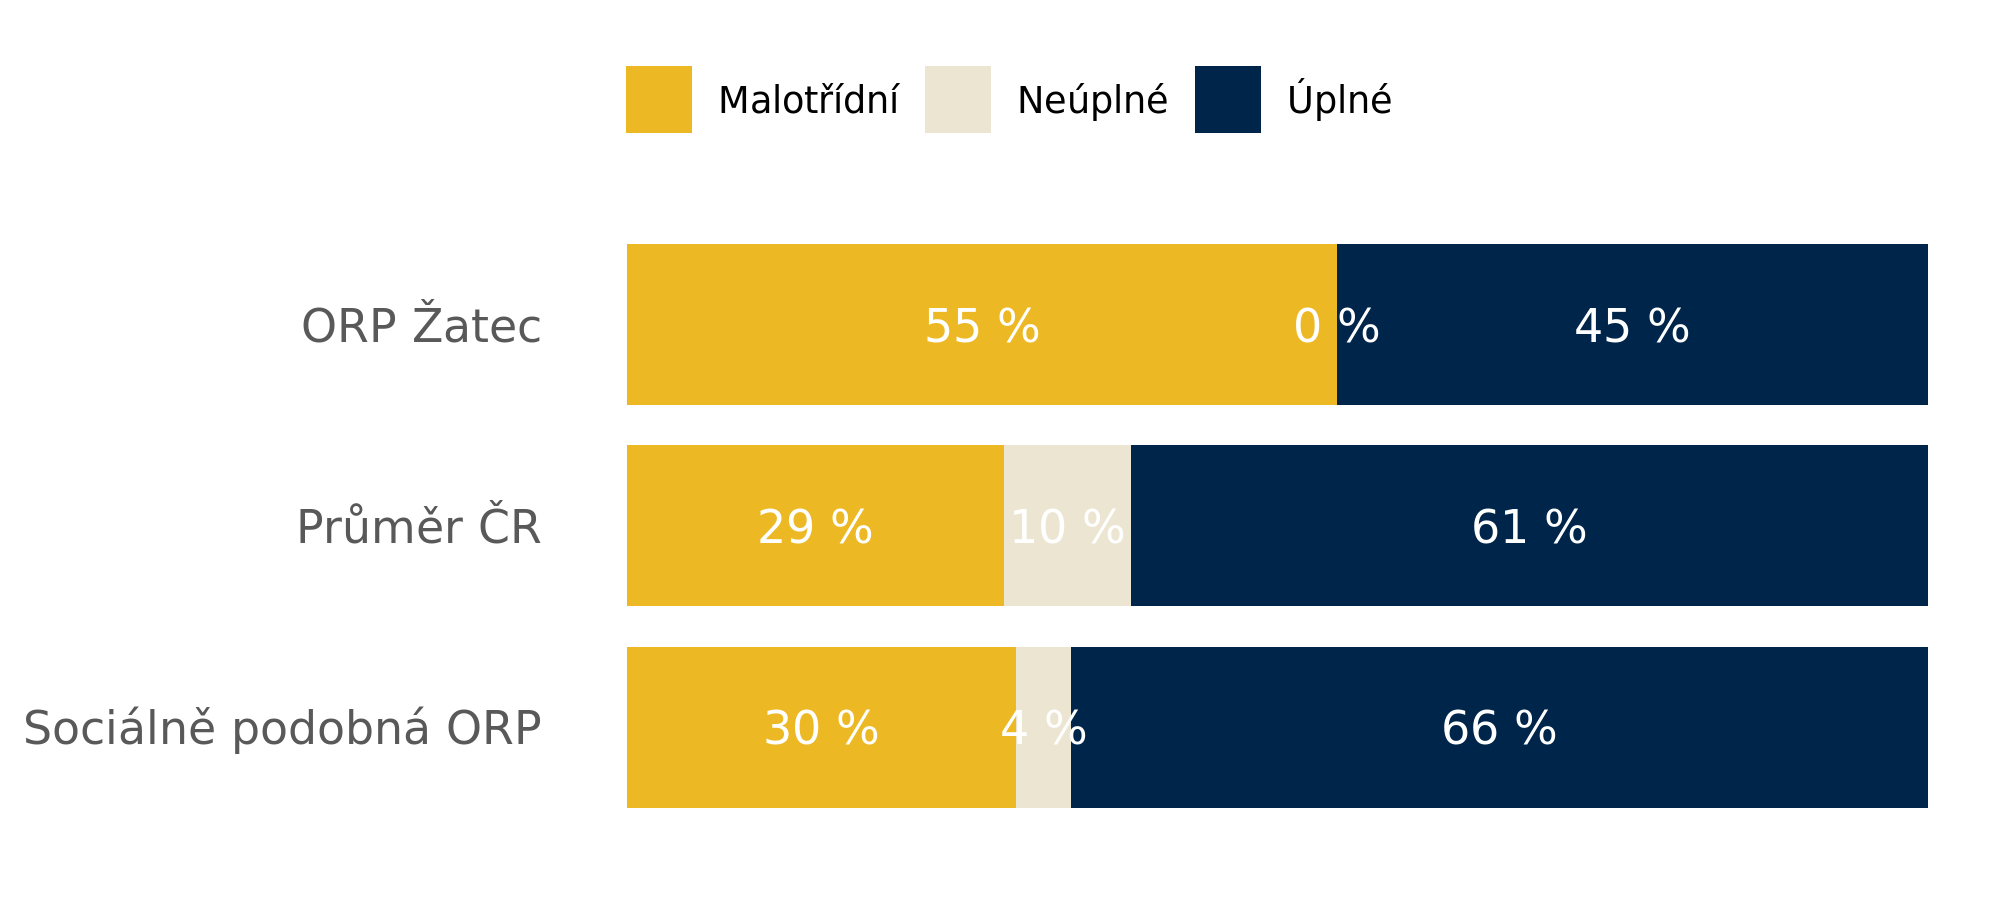 Malotřídní Neúplné Úplné
ORP Žatec 55 % 0 % 45 %
Průměr ČR 29 % 10 % 61 %
Sociálně podobná ORP 30 % 4 % 66 %